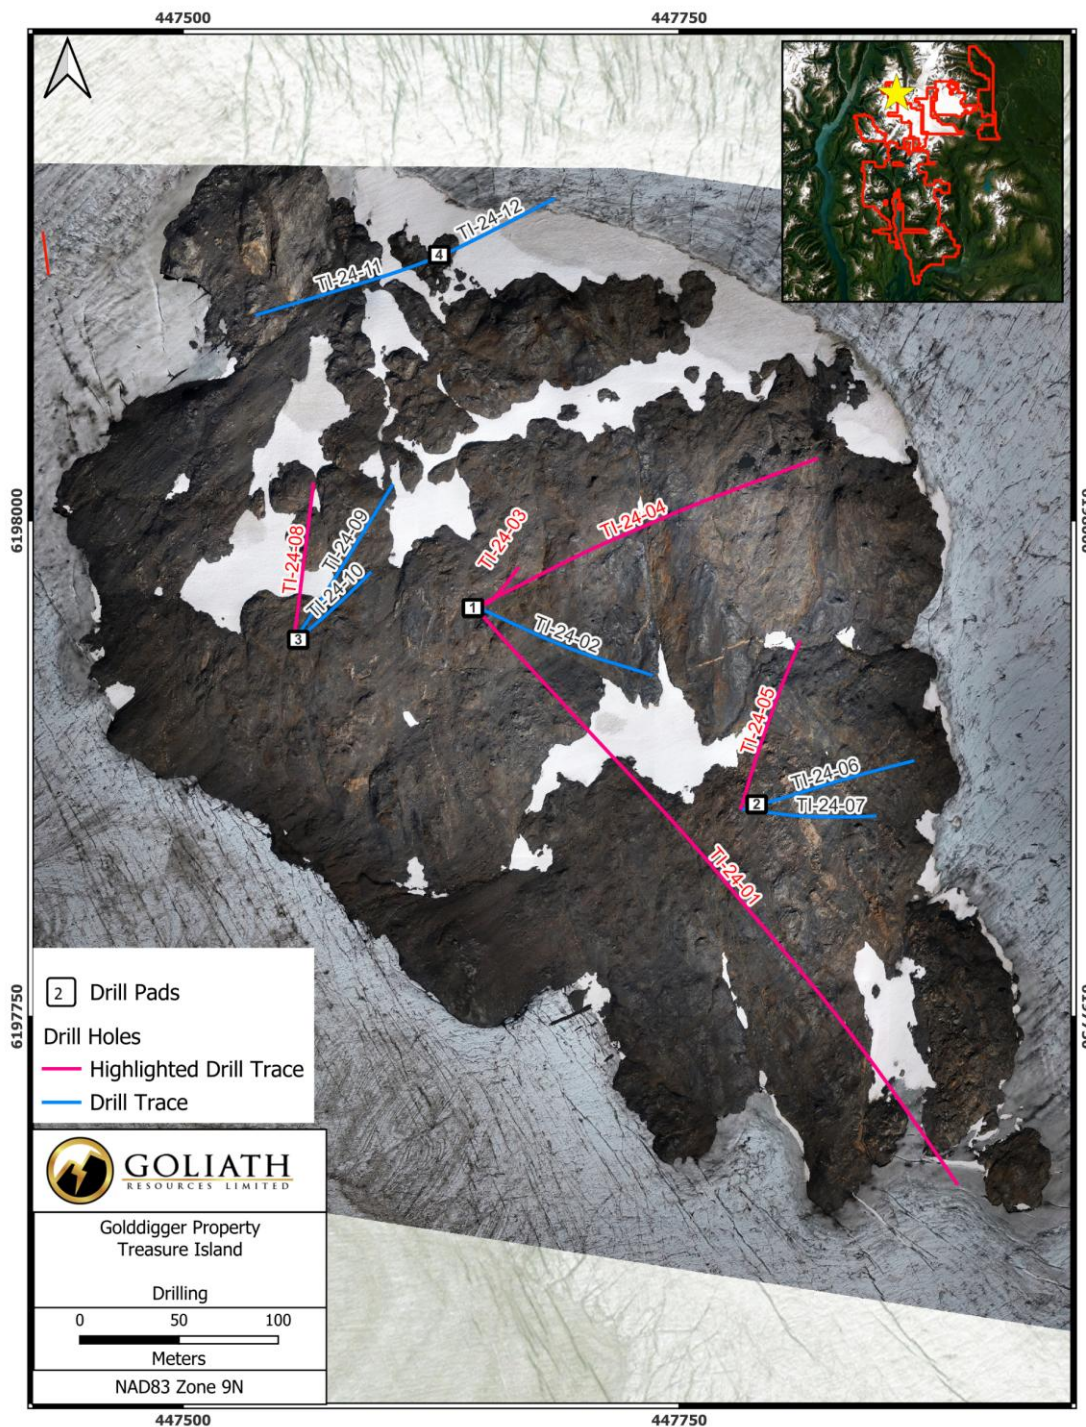 447500
447750
TI-24-12
4
TI-24-11
6198000
6198000
TI-24-04
TI-24-03
TI-24-08
TI-24-09
TI-24-10
1
3
TI-24-02
TI-24-05
TI-24-06
2
TI-24-07
TI-24-01
2 Drill Pads
Drill Holes
Highlighted Drill Trace
Drill Trace
6197750
6197750
GOLIATH
RESOURCES LIMITED
Golddigger Property
Treasure Island
Drilling
0 50 100
Meters
NAD83 Zone 9N
447500
447750